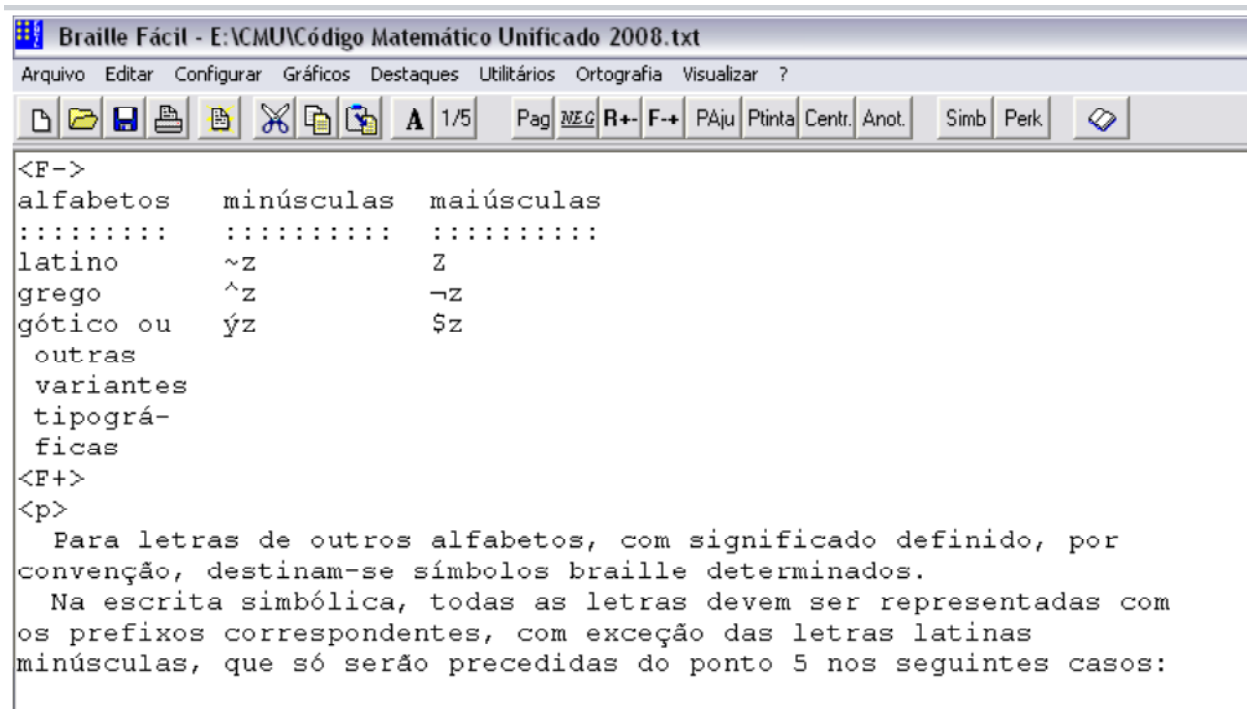 Braille Fácil - E:\CMU\Código Matemático Unificado 2008.txt
Arquivo Editar Configurar Gráficos Destaques Utilitários Ortografia Visualizar ?
A 1/5 Pag NEG R+- F-+ PAju Ptinta Centr. Anot. Simb Perk
<F->
alfabetos minúsculas maiúsculas
::::::::: :::::::::: ::::::::::
latino ~z Z
grego ^z ¬z
gótico ou ýz $z
outras
variantes
tipográ-
ficas
<F+>
<p>
Para letras de outros alfabetos, com significado definido, por
convenção, destinam-se símbolos braille determinados.
Na escrita simbólica, todas as letras devem ser representadas com
os prefixos correspondentes, com exceção das letras latinas
minúsculas, que só serão precedidas do ponto 5 nos seguintes casos: